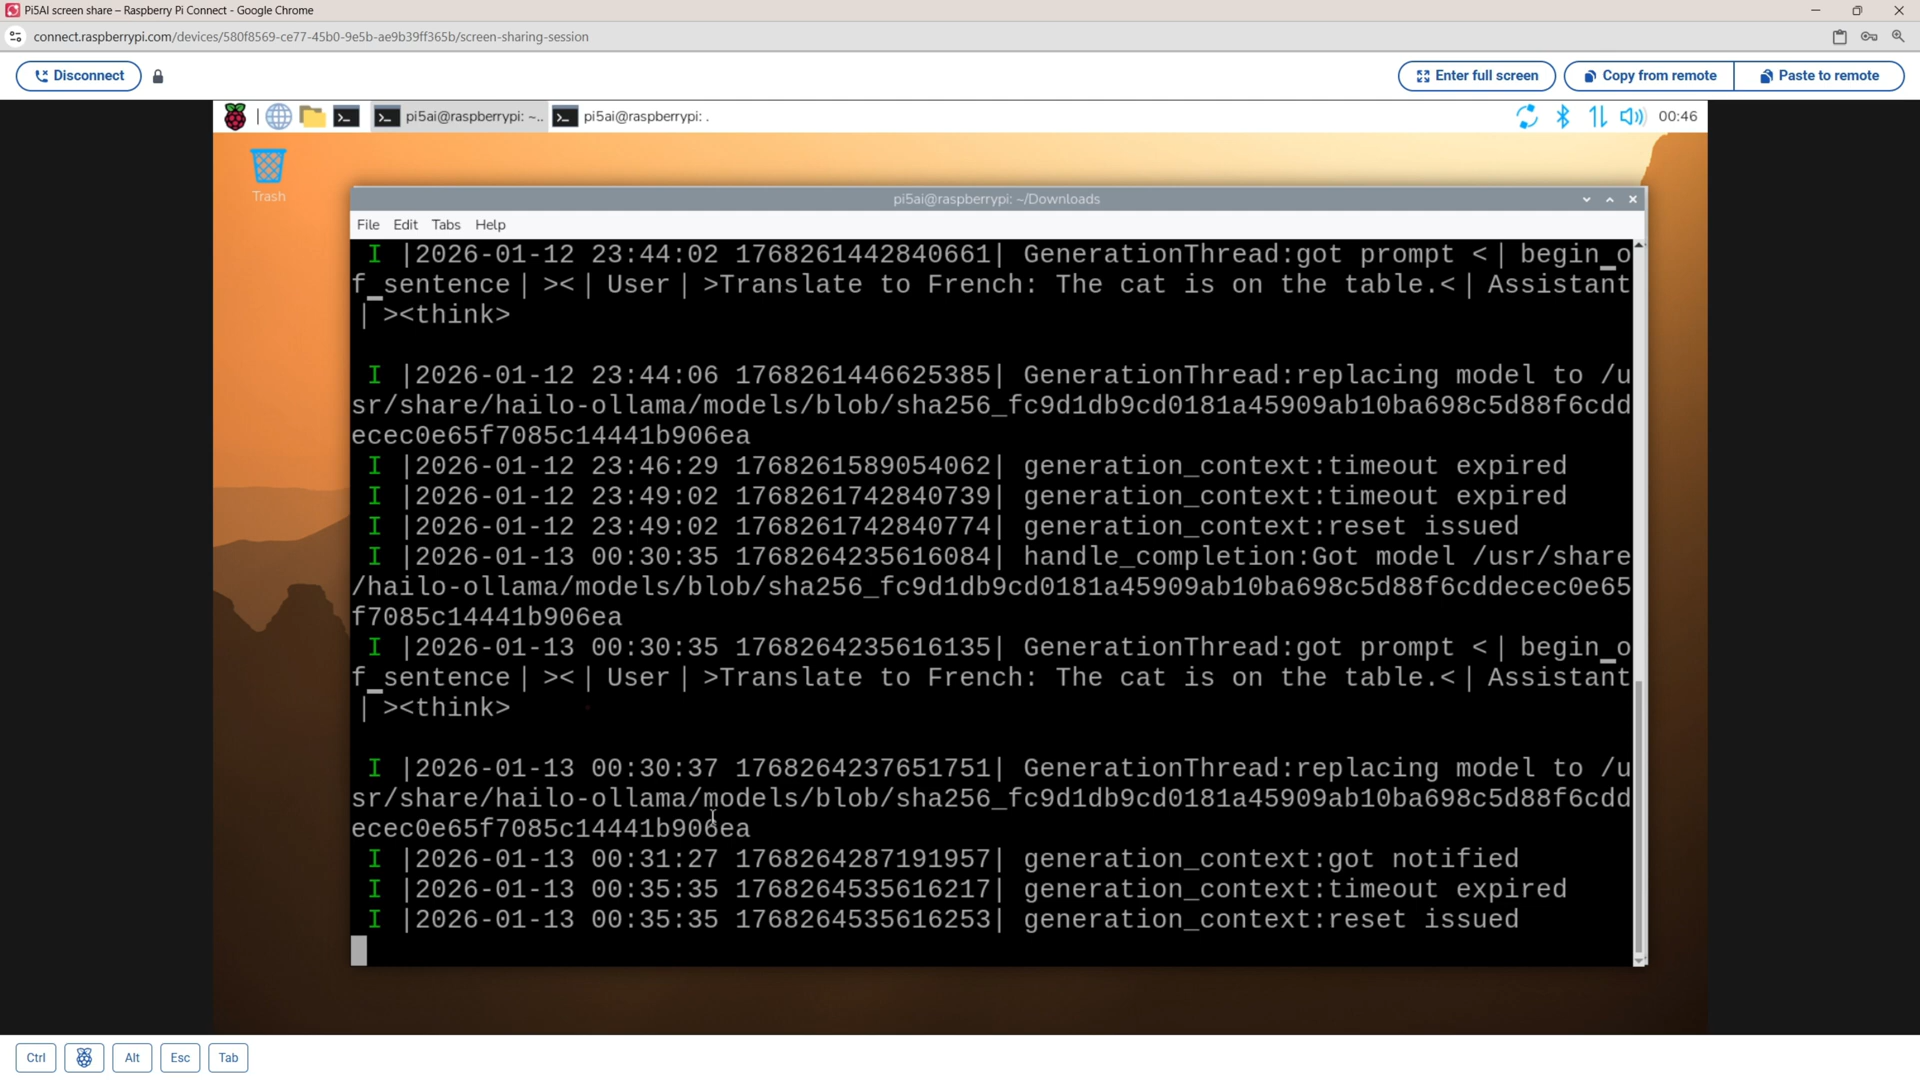 Pi5AI screen share – Raspberry Pi Connect - Google Chrome
connect.raspberrypi.com/devices/580f8569-ce77-45b0-9e5b-ae9b39ff365b/screen-sharing-session
Disconnect
Enter full screen
Copy from remote
Paste to remote
pi5ai@raspberrypi: ~..
pi5ai@raspberrypi: .
00:46
Trash
pi5ai@raspberrypi: ~/Downloads
File Edit Tabs Help
I |2026-01-12 23:44:02 1768261442840661| GenerationThread:got prompt <｜begin▁o
f▁sentence｜><｜User｜>Translate to French: The cat is on the table.<｜Assistant
｜><think>
I |2026-01-12 23:44:06 1768261446625385| GenerationThread:replacing model to /u
sr/share/hailo-ollama/models/blob/sha256_fc9d1db9cd0181a45909ab10ba698c5d88f6cdd
ecec0e65f7085c14441b906ea
I |2026-01-12 23:46:29 1768261589054062| generation_context:timeout expired
I |2026-01-12 23:49:02 1768261742840739| generation_context:timeout expired
I |2026-01-12 23:49:02 1768261742840774| generation_context:reset issued
I |2026-01-13 00:30:35 1768264235616084| handle_completion:Got model /usr/share
/hailo-ollama/models/blob/sha256_fc9d1db9cd0181a45909ab10ba698c5d88f6cddecec0e65
f7085c14441b906ea
I |2026-01-13 00:30:35 1768264235616135| GenerationThread:got prompt <｜begin▁o
f▁sentence｜><｜User｜>Translate to French: The cat is on the table.<｜Assistant
｜><think>
I |2026-01-13 00:30:37 1768264237651751| GenerationThread:replacing model to /u
sr/share/hailo-ollama/models/blob/sha256_fc9d1db9cd0181a45909ab10ba698c5d88f6cdd
ecec0e65f7085c14441b906ea
I |2026-01-13 00:31:27 1768264287191957| generation_context:got notified
I |2026-01-13 00:35:35 1768264535616217| generation_context:timeout expired
I |2026-01-13 00:35:35 1768264535616253| generation_context:reset issued
Ctrl
Alt
Esc
Tab